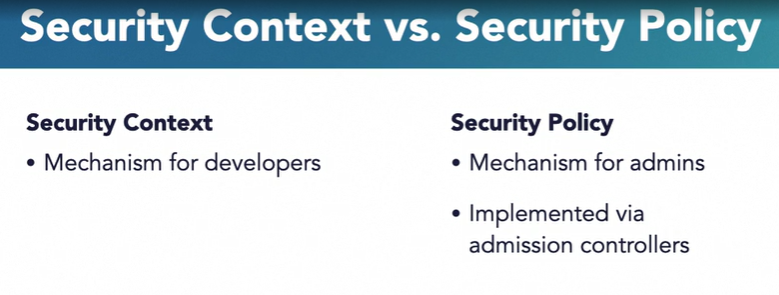 Security Context vs. Security Policy
Security Context
• Mechanism for developers
Security Policy
• Mechanism for admins
• Implemented via
admission controllers